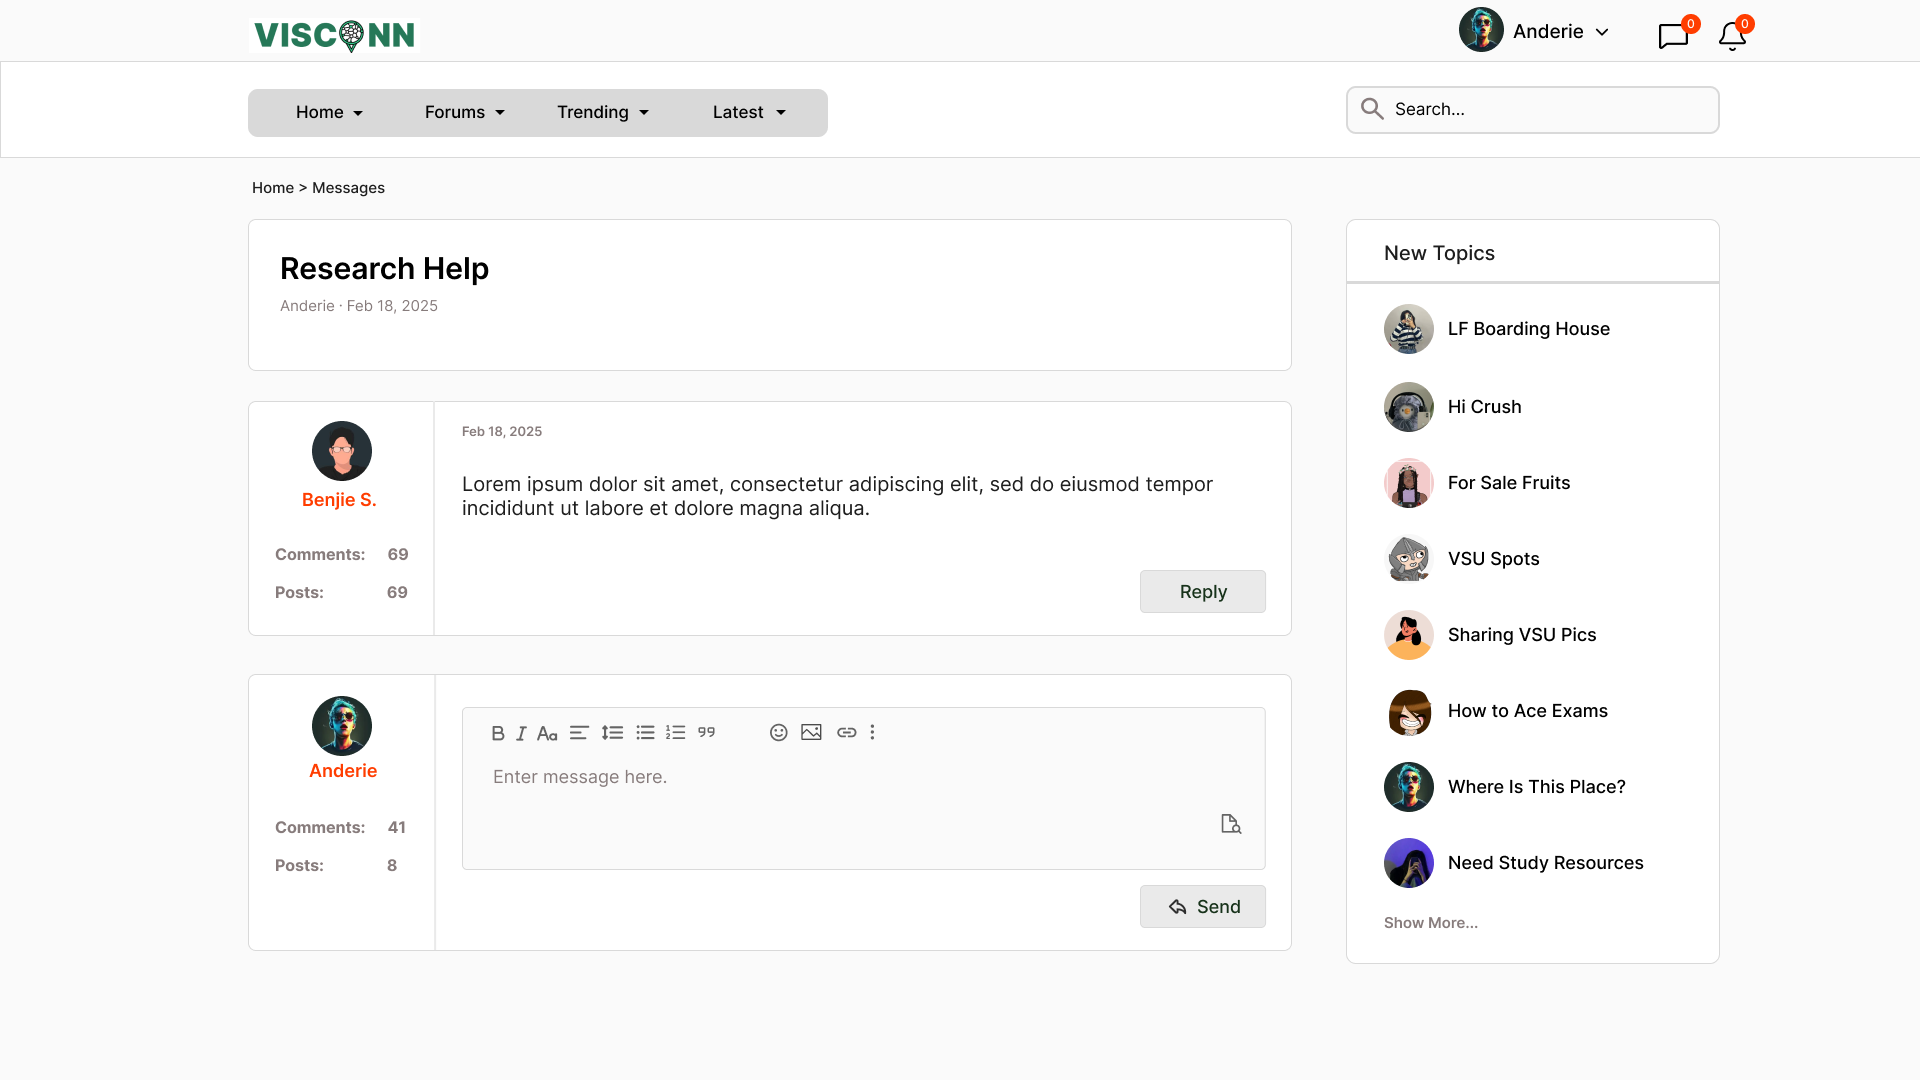 VISCONN
Anderie
0
0
Home
Forums
Trending
Latest
Search...
Home > Messages
Research Help
Anderie · Feb 18, 2025
Benjie S.
Comments: 69
Posts: 69
Feb 18, 2025
Lorem ipsum dolor sit amet, consectetur adipiscing elit, sed do eiusmod tempor
incididunt ut labore et dolore magna aliqua.
Reply
Anderie
Comments: 41
Posts: 8
Enter message here.
Send
New Topics
LF Boarding House
Hi Crush
For Sale Fruits
VSU Spots
Sharing VSU Pics
How to Ace Exams
Where Is This Place?
Need Study Resources
Show More...